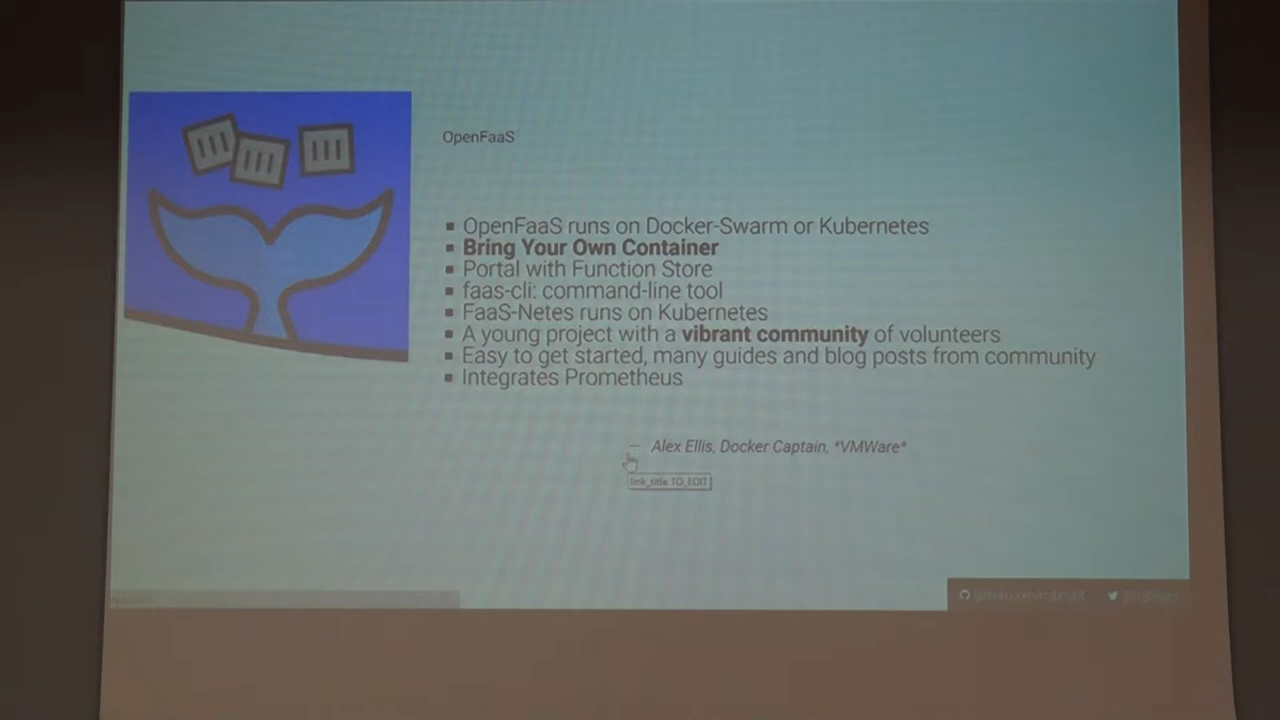 OpenFaaS
▪ OpenFaaS runs on Docker-Swarm or Kubernetes
▪ Bring Your Own Container
▪ Portal with Function Store
▪ faas-cli: command-line tool
▪ FaaS-Netes runs on Kubernetes
▪ A young project with a vibrant community of volunteers
▪ Easy to get started, many guides and blog posts from community
▪ Integrates Prometheus
— Alex Ellis, Docker Captain, *VMWare*
link_title TO_EDIT